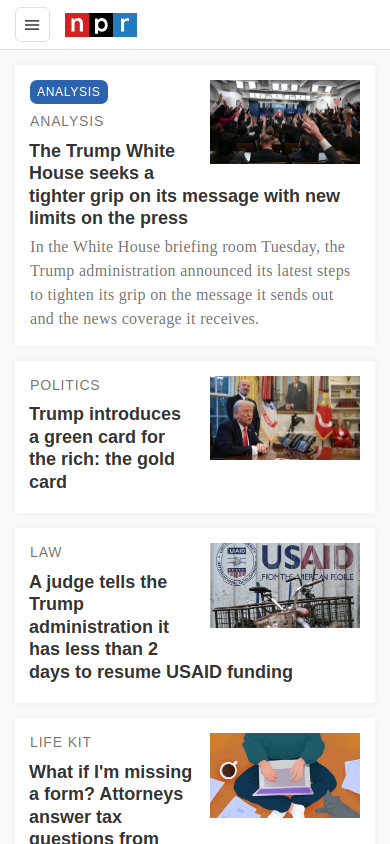 npr
ANALYSIS
ANALYSIS
The Trump White
House seeks a
tighter grip on its message with new
limits on the press
In the White House briefing room Tuesday, the
Trump administration announced its latest steps
to tighten its grip on the message it sends out
and the news coverage it receives.
POLITICS
Trump introduces
a green card for
the rich: the gold
card
LAW
A judge tells the
Trump
administration it
has less than 2
days to resume USAID funding
USAID
USAID
FROM THE AMERICAN PEOPLE
LIFE KIT
What if I'm missing
a form? Attorneys
answer tax
questions from